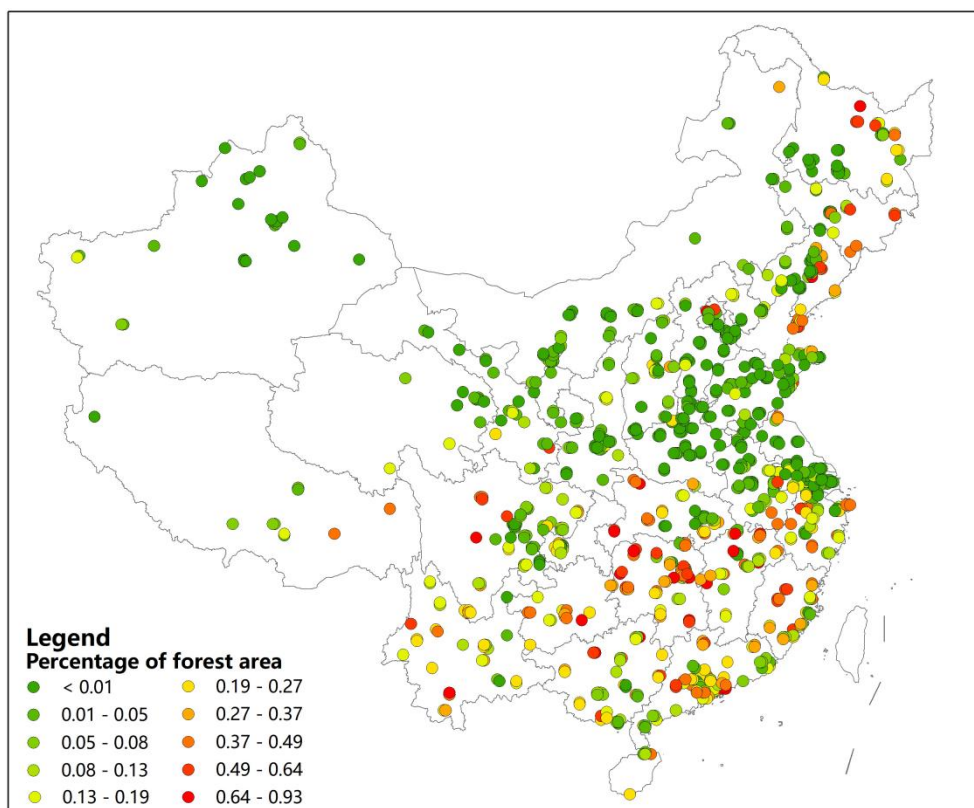 Legend
Percentage of forest area
< 0.01
0.01 - 0.05
0.05 - 0.08
0.08 - 0.13
0.13 - 0.19
0.19 - 0.27
0.27 - 0.37
0.37 - 0.49
0.49 - 0.64
0.64 - 0.93